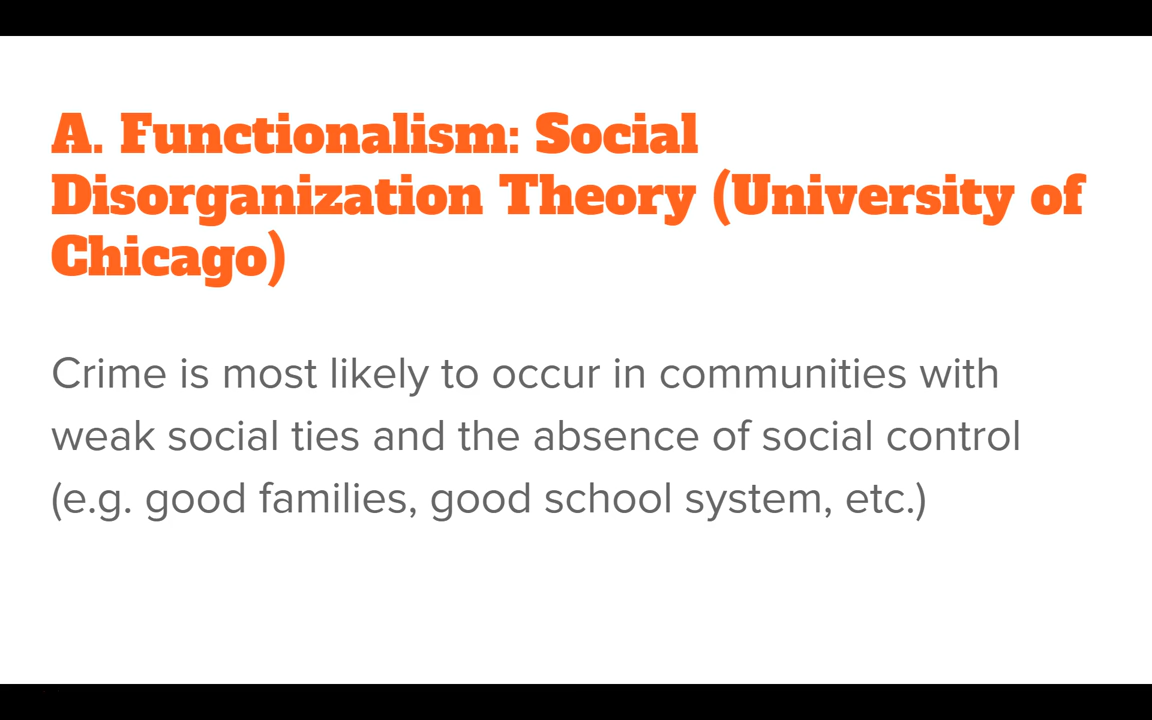 A. Functionalism: Social
Disorganization Theory (University of
Chicago)
Crime is most likely to occur in communities with
weak social ties and the absence of social control
(e.g. good families, good school system, etc.)